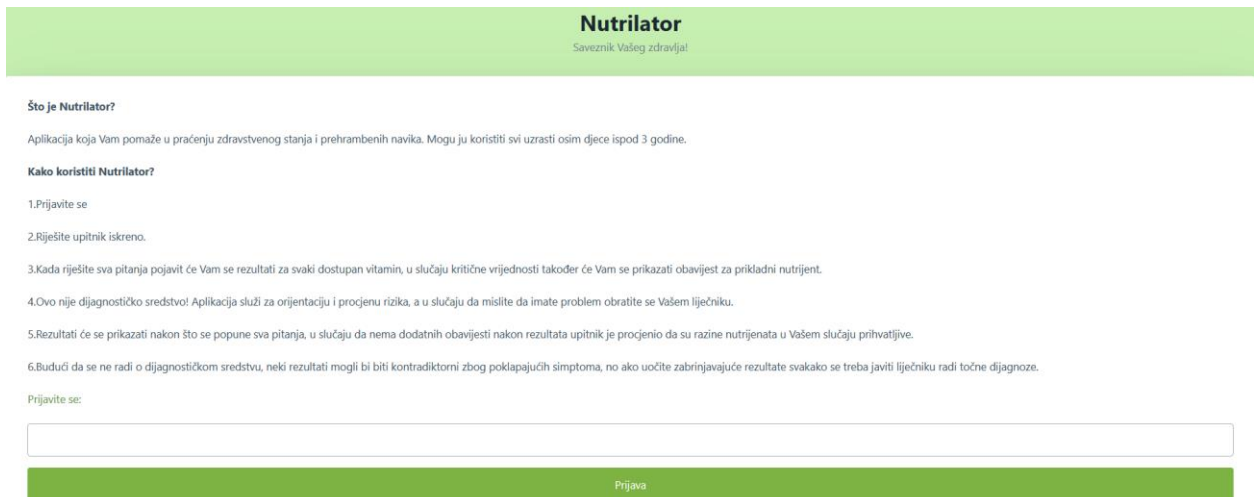 Nutrilator
Saveznik Vašeg zdravlja!
Što je Nutrilator?
Aplikacija koja Vam pomaže u praćenju zdravstvenog stanja i prehrambenih navika. Mogu ju koristiti svi uzrasti osim djece ispod 3 godine.
Kako koristiti Nutrilator?
1.Prijavite se
2.Riješite upitnik iskreno.
3.Kada riješite sva pitanja pojavit će Vam se rezultati za svaki dostupan vitamin, u slučaju kritične vrijednosti također će Vam se prikazati obavijest za prikladni nutrijent.
4.Ovo nije dijagnostičko sredstvo! Aplikacija služi za orijentaciju i procjenu rizika, a u slučaju da mislite da imate problem obratite se Vašem liječniku.
5.Rezultati će se prikazati nakon što se popune sva pitanja, u slučaju da nema dodatnih obavijesti nakon rezultata upitnik je procjenio da su razine nutrijenata u Vašem slučaju prihvatljive.
6.Budući da se ne radi o dijagnostičkom sredstvu, neki rezultati mogli bi biti kontradiktorni zbog poklapajućih simptoma, no ako uočite zabrinjavajuće rezultate svakako se treba javiti liječniku radi točne dijagnoze.
Prijavite se:
Prijava